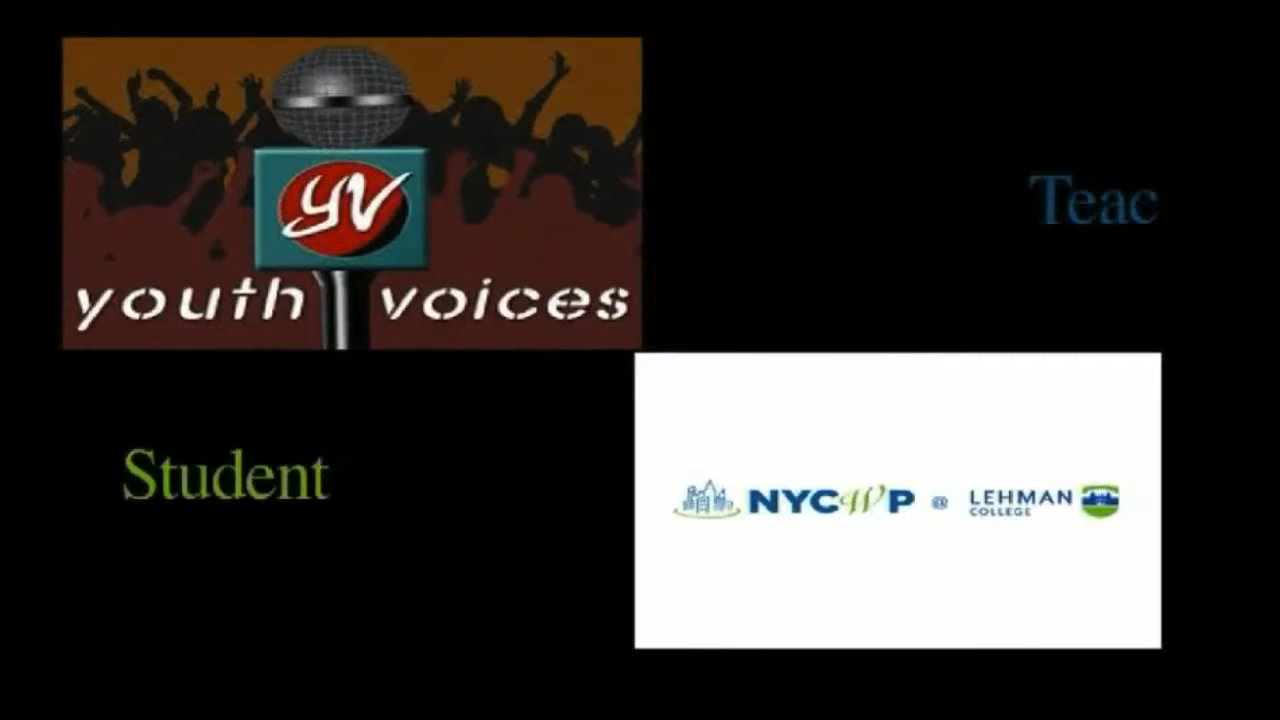 YV
youth voices
Teac
Student
NYCWP @ LEHMAN
COLLEGE